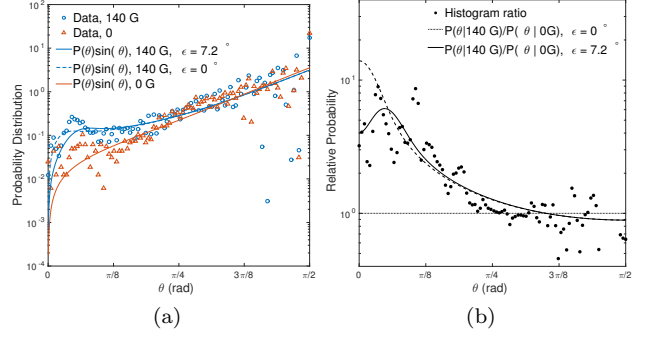 Data, 140 G
Data, 0
P(θ)sin( θ), 140 G, ϵ = 7.2 °
P(θ)sin( θ), 140 G, ϵ = 0 °
P(θ)sin( θ), 0 G
Probability Distribution
10^2
10^1
10^0
10^-1
10^-2
10^-3
10^-4
0
π/8
π/4
3π/8
π/2
θ (rad)
(a)
Histogram ratio
P(θ|140 G)/P( θ | 0G), ϵ = 0 °
P(θ|140 G)/P( θ | 0G), ϵ = 7.2 °
Relative Probability
10^1
10^0
0
π/8
π/4
3π/8
π/2
θ (rad)
(b)